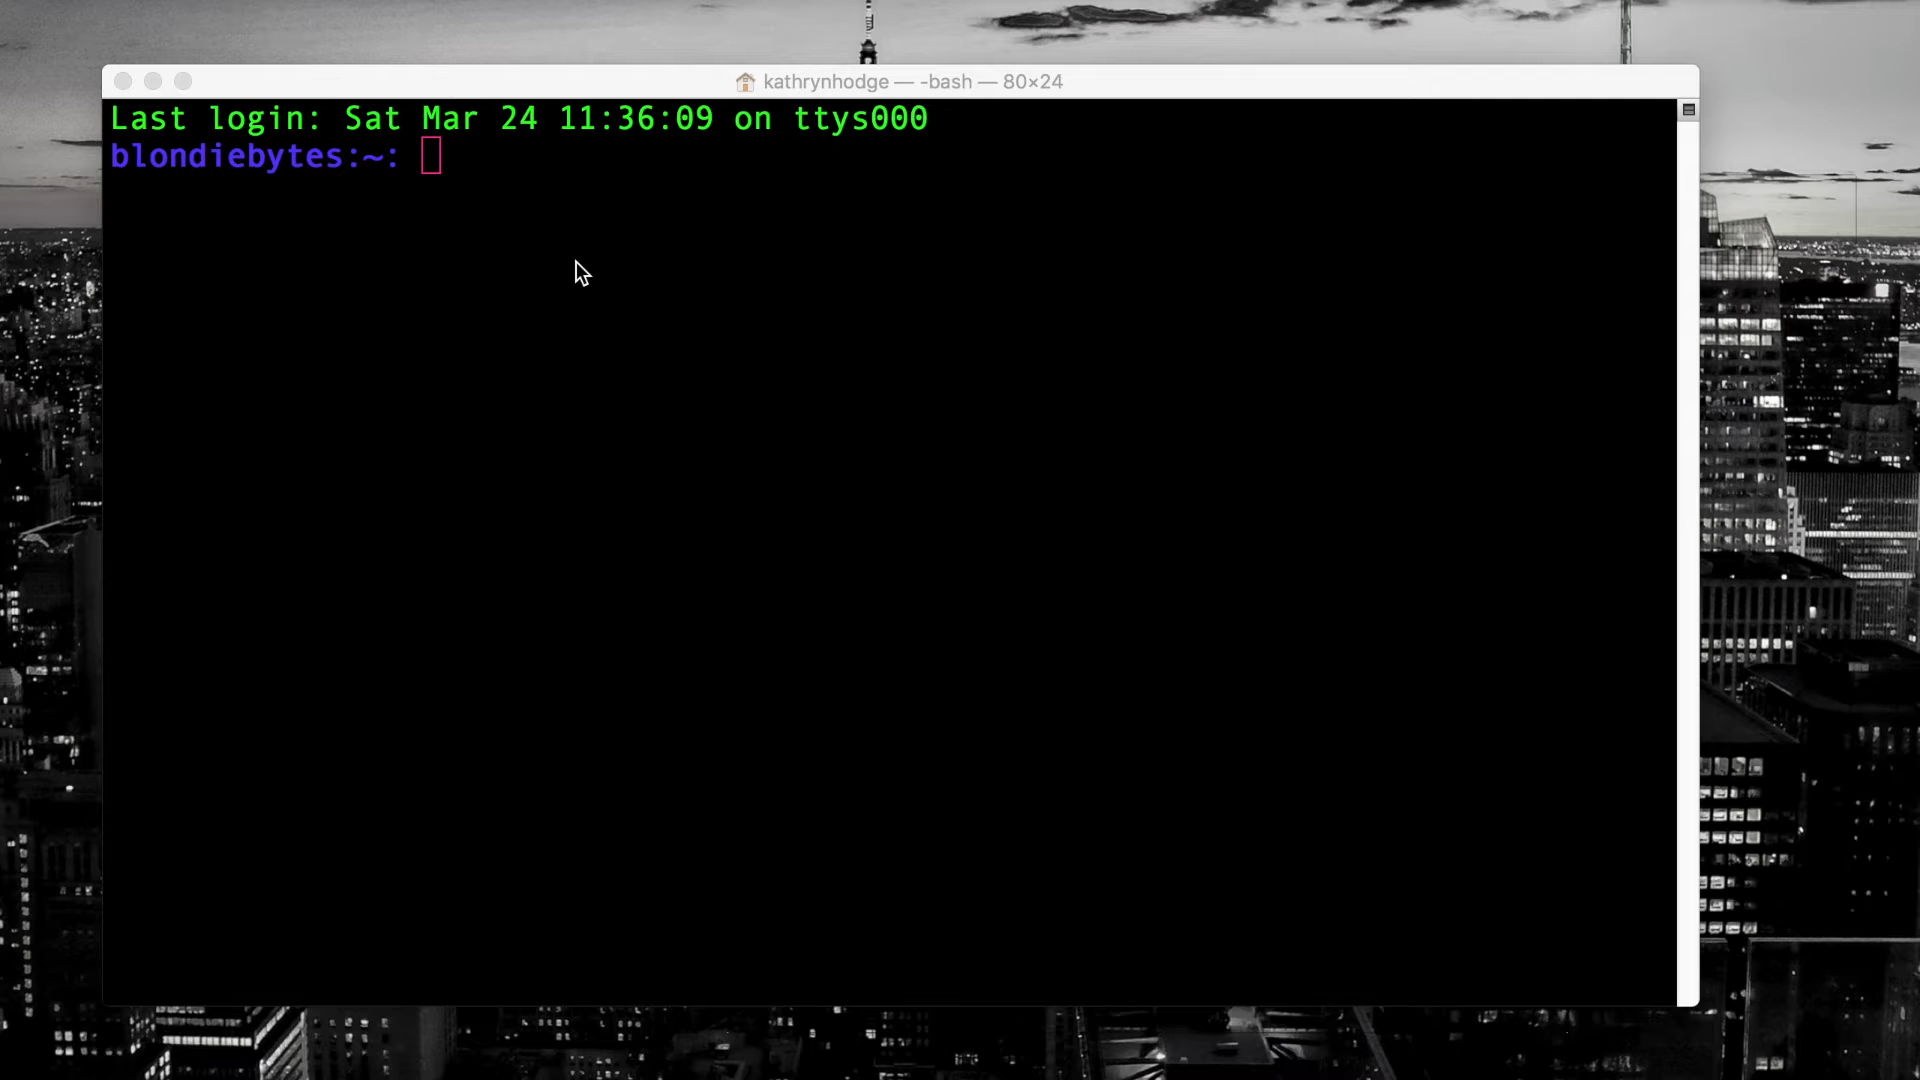 kathrynhodge — -bash — 80×24
Last login: Sat Mar 24 11:36:09 on ttys000
blondiebytes:~: